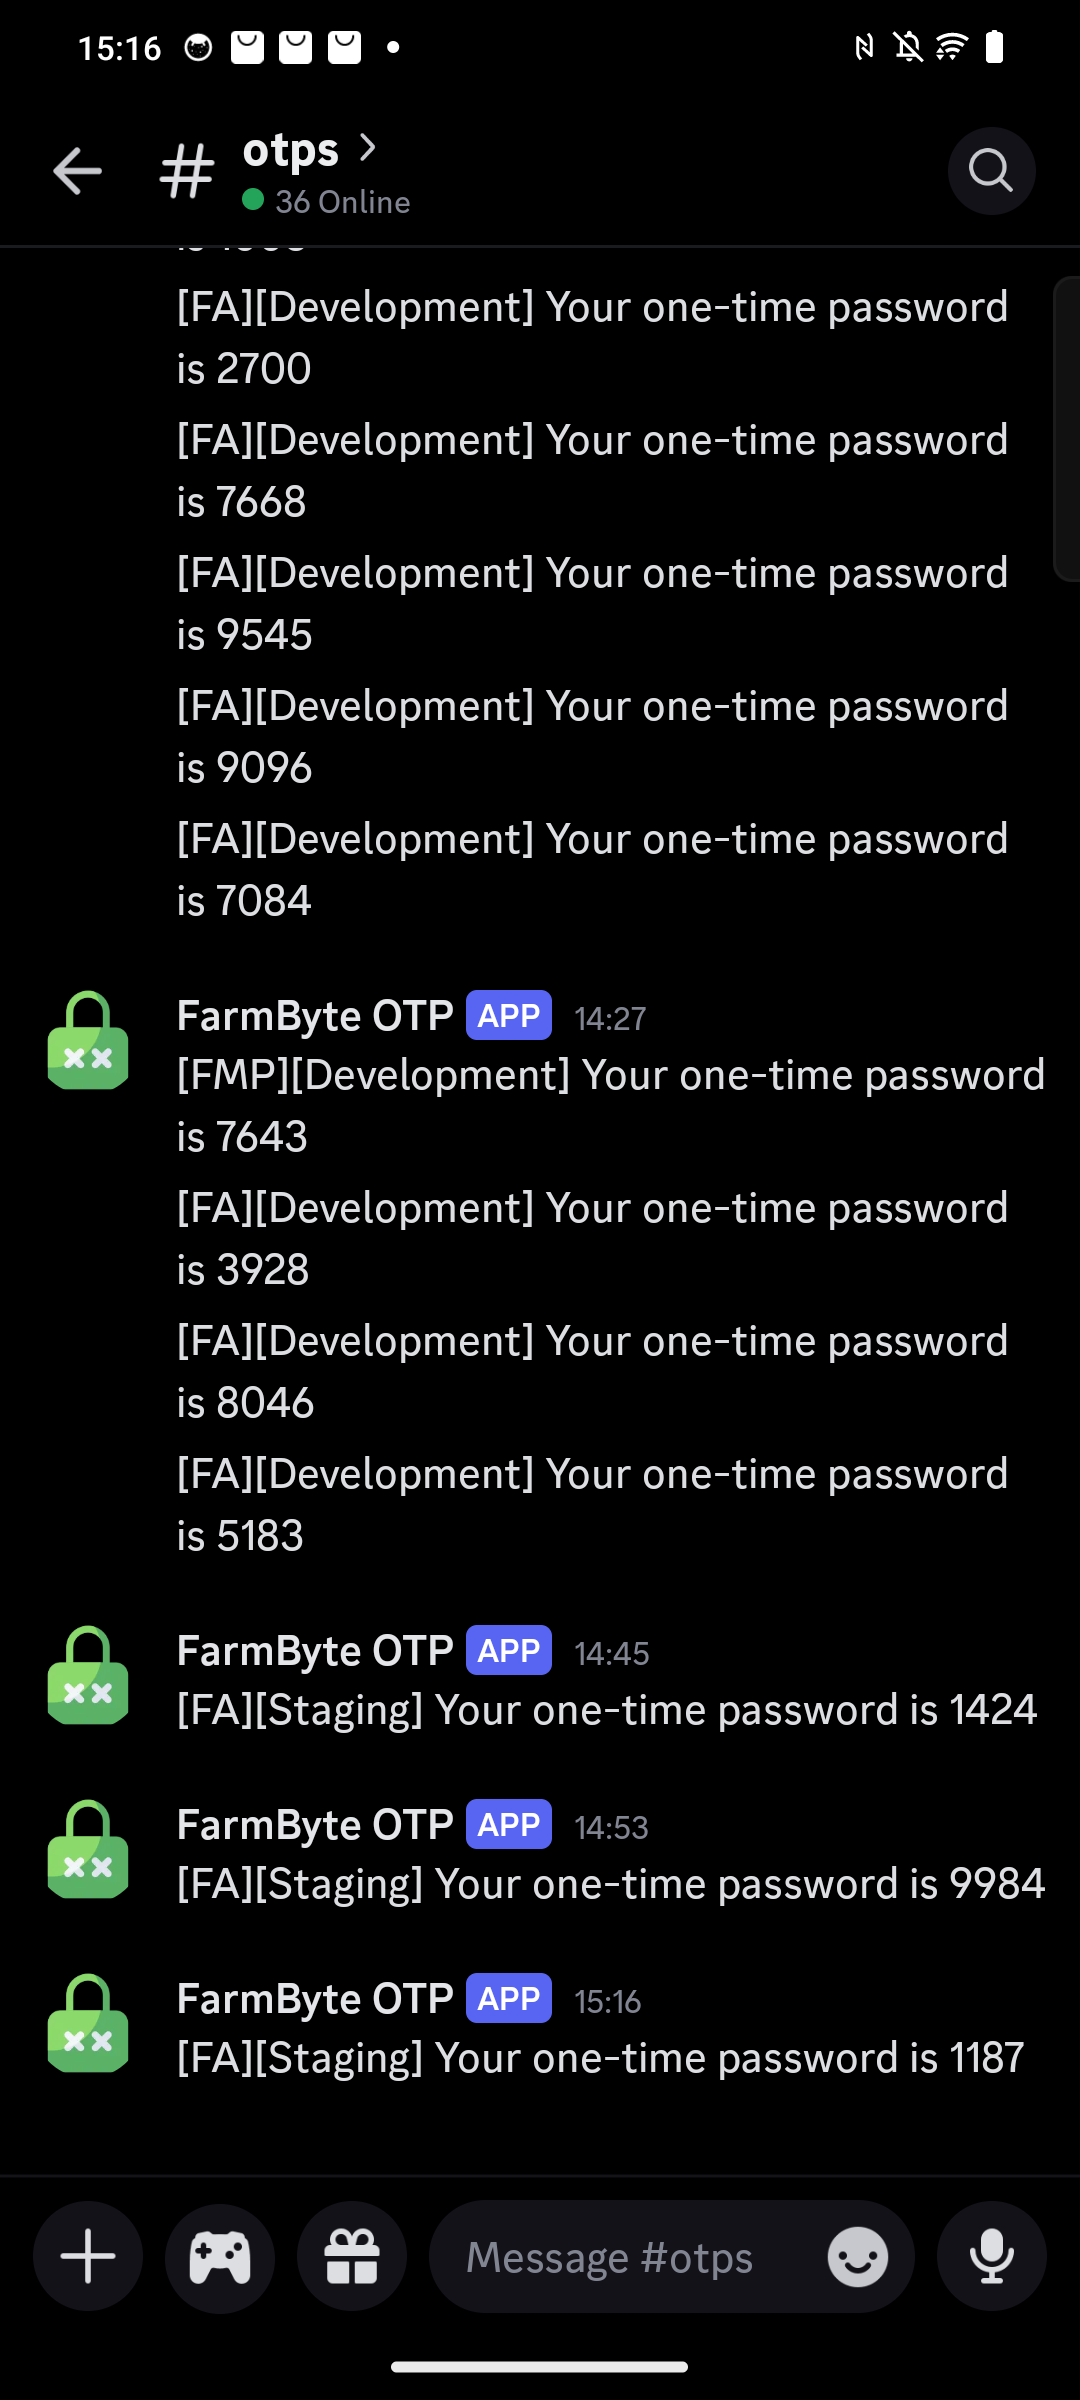 15:16
otps
36 Online
[FA][Development] Your one-time password
is 2700
[FA][Development] Your one-time password
is 7668
[FA][Development] Your one-time password
is 9545
[FA][Development] Your one-time password
is 9096
[FA][Development] Your one-time password
is 7084
FarmByte OTP APP 14:27
[FMP][Development] Your one-time password
is 7643
[FA][Development] Your one-time password
is 3928
[FA][Development] Your one-time password
is 8046
[FA][Development] Your one-time password
is 5183
FarmByte OTP APP 14:45
[FA][Staging] Your one-time password is 1424
FarmByte OTP APP 14:53
[FA][Staging] Your one-time password is 9984
FarmByte OTP APP 15:16
[FA][Staging] Your one-time password is 1187
Message #otps